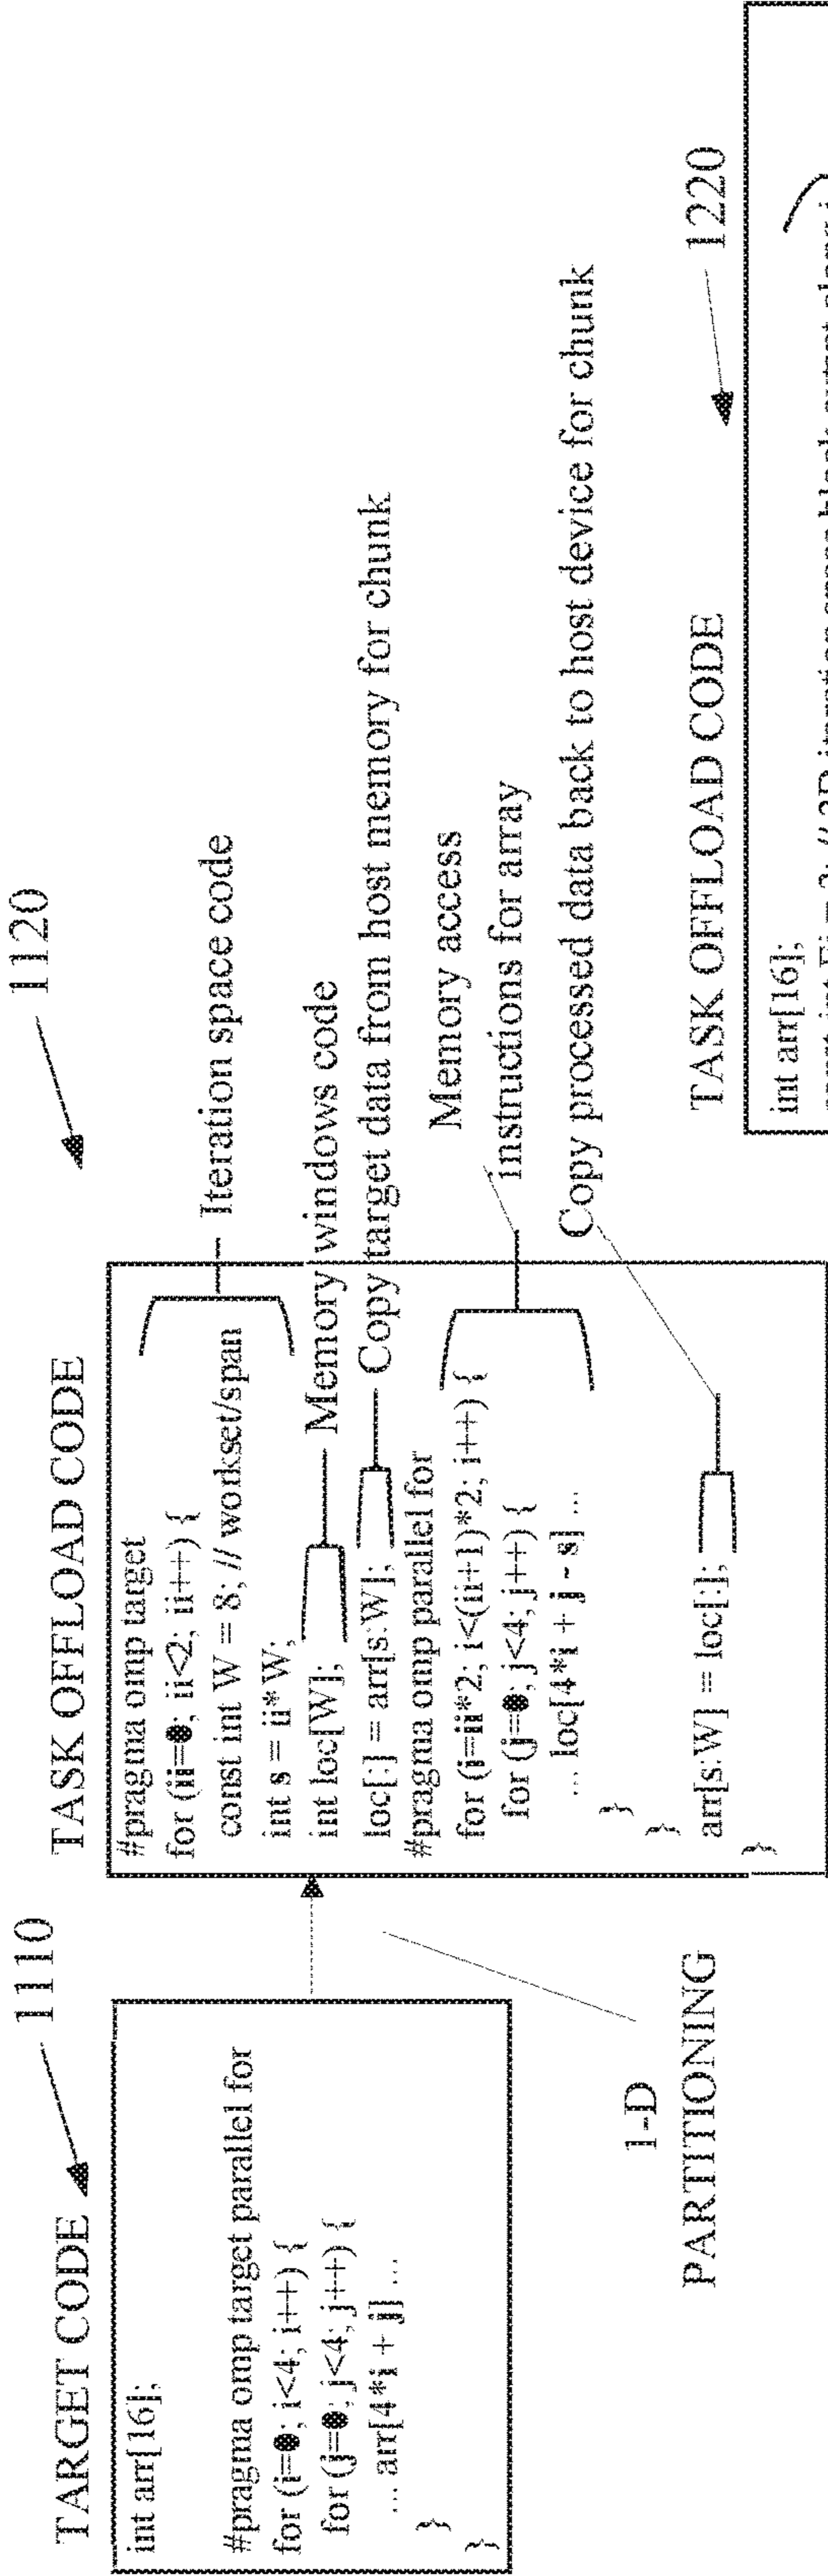 TARGET CODE
1110
int arr[16];
#pragma omp target parallel for
for (i=0; i<4; i++) {
for (j=0; j<4; j++) {
... arr[4*i + j] ...
}
}
1-D
PARTITIONING
TASK OFFLOAD CODE
1120
#pragma omp target
for (ii=0; ii<2; ii++) {
const int W = 8; // workset/span
int s = ii*W;
int loc[W];
loc[:] = arr[s:W];
#pragma omp parallel for
for (i=ii*2; i<(ii+1)*2; i++) {
for (j=0; j<4; j++) {
... loc[4*i + j - s] ...
}
}
arr[s:W] = loc[:];
}
Iteration space code
Memory windows code
Copy target data from host memory for chunk
Memory access
instructions for array
Copy processed data back to host device for chunk
TASK OFFLOAD CODE
1220
int arr[16];